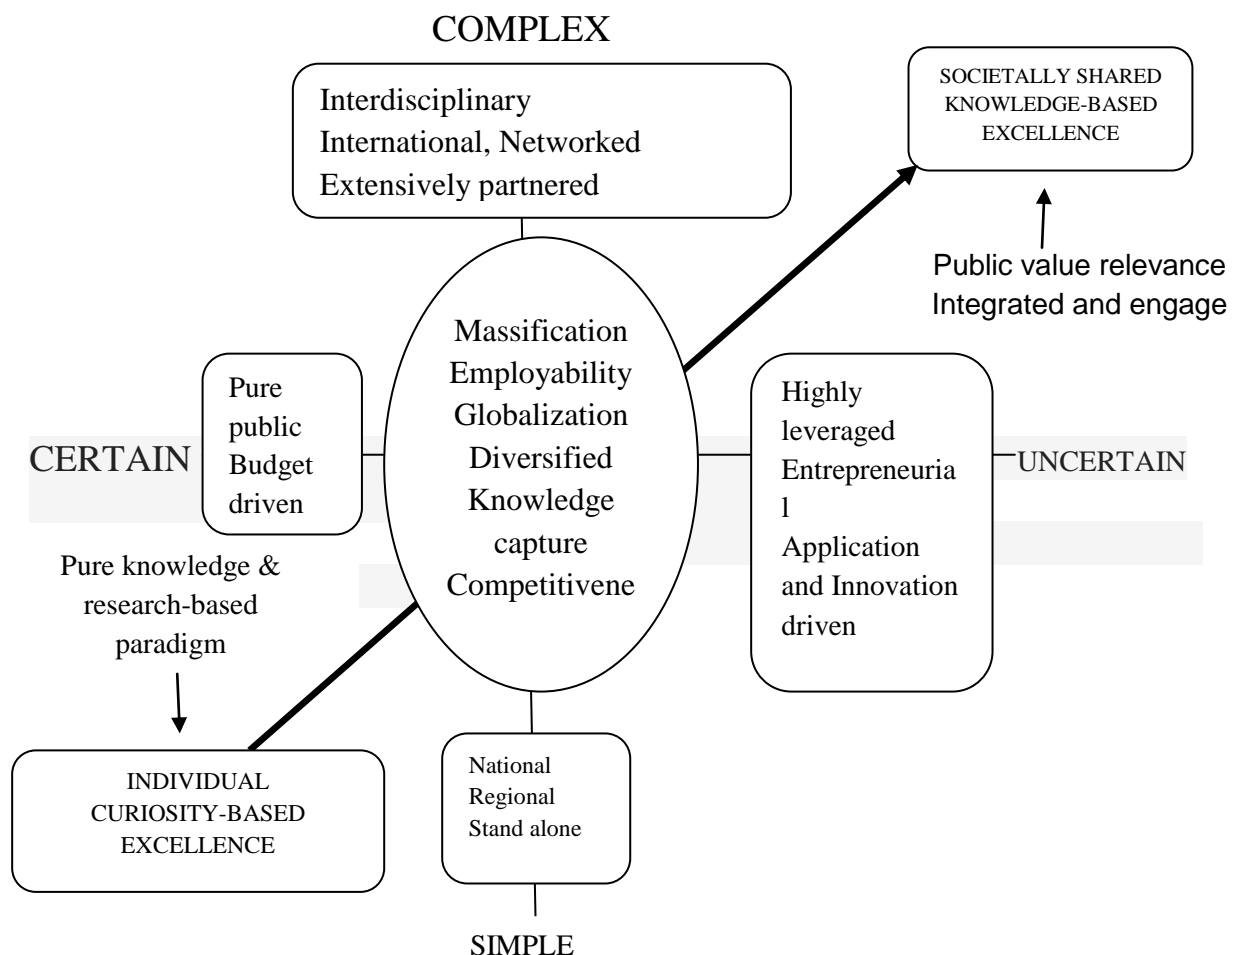 COMPLEX
Interdisciplinary
International, Networked
Extensively partnered
SOCIETALLY SHARED
KNOWLEDGE-BASED
EXCELLENCE
Public value relevance
Integrated and engage
Massification
Employability
Globalization
Diversified
Knowledge
capture
Competitivene
CERTAIN
Pure
public
Budget
driven
Highly
leveraged
Entrepreneuria
l
Application
and Innovation
driven
UNCERTAIN
Pure knowledge &
research-based
paradigm
INDIVIDUAL
CURIOSITY-BASED
EXCELLENCE
National
Regional
Stand alone
SIMPLE